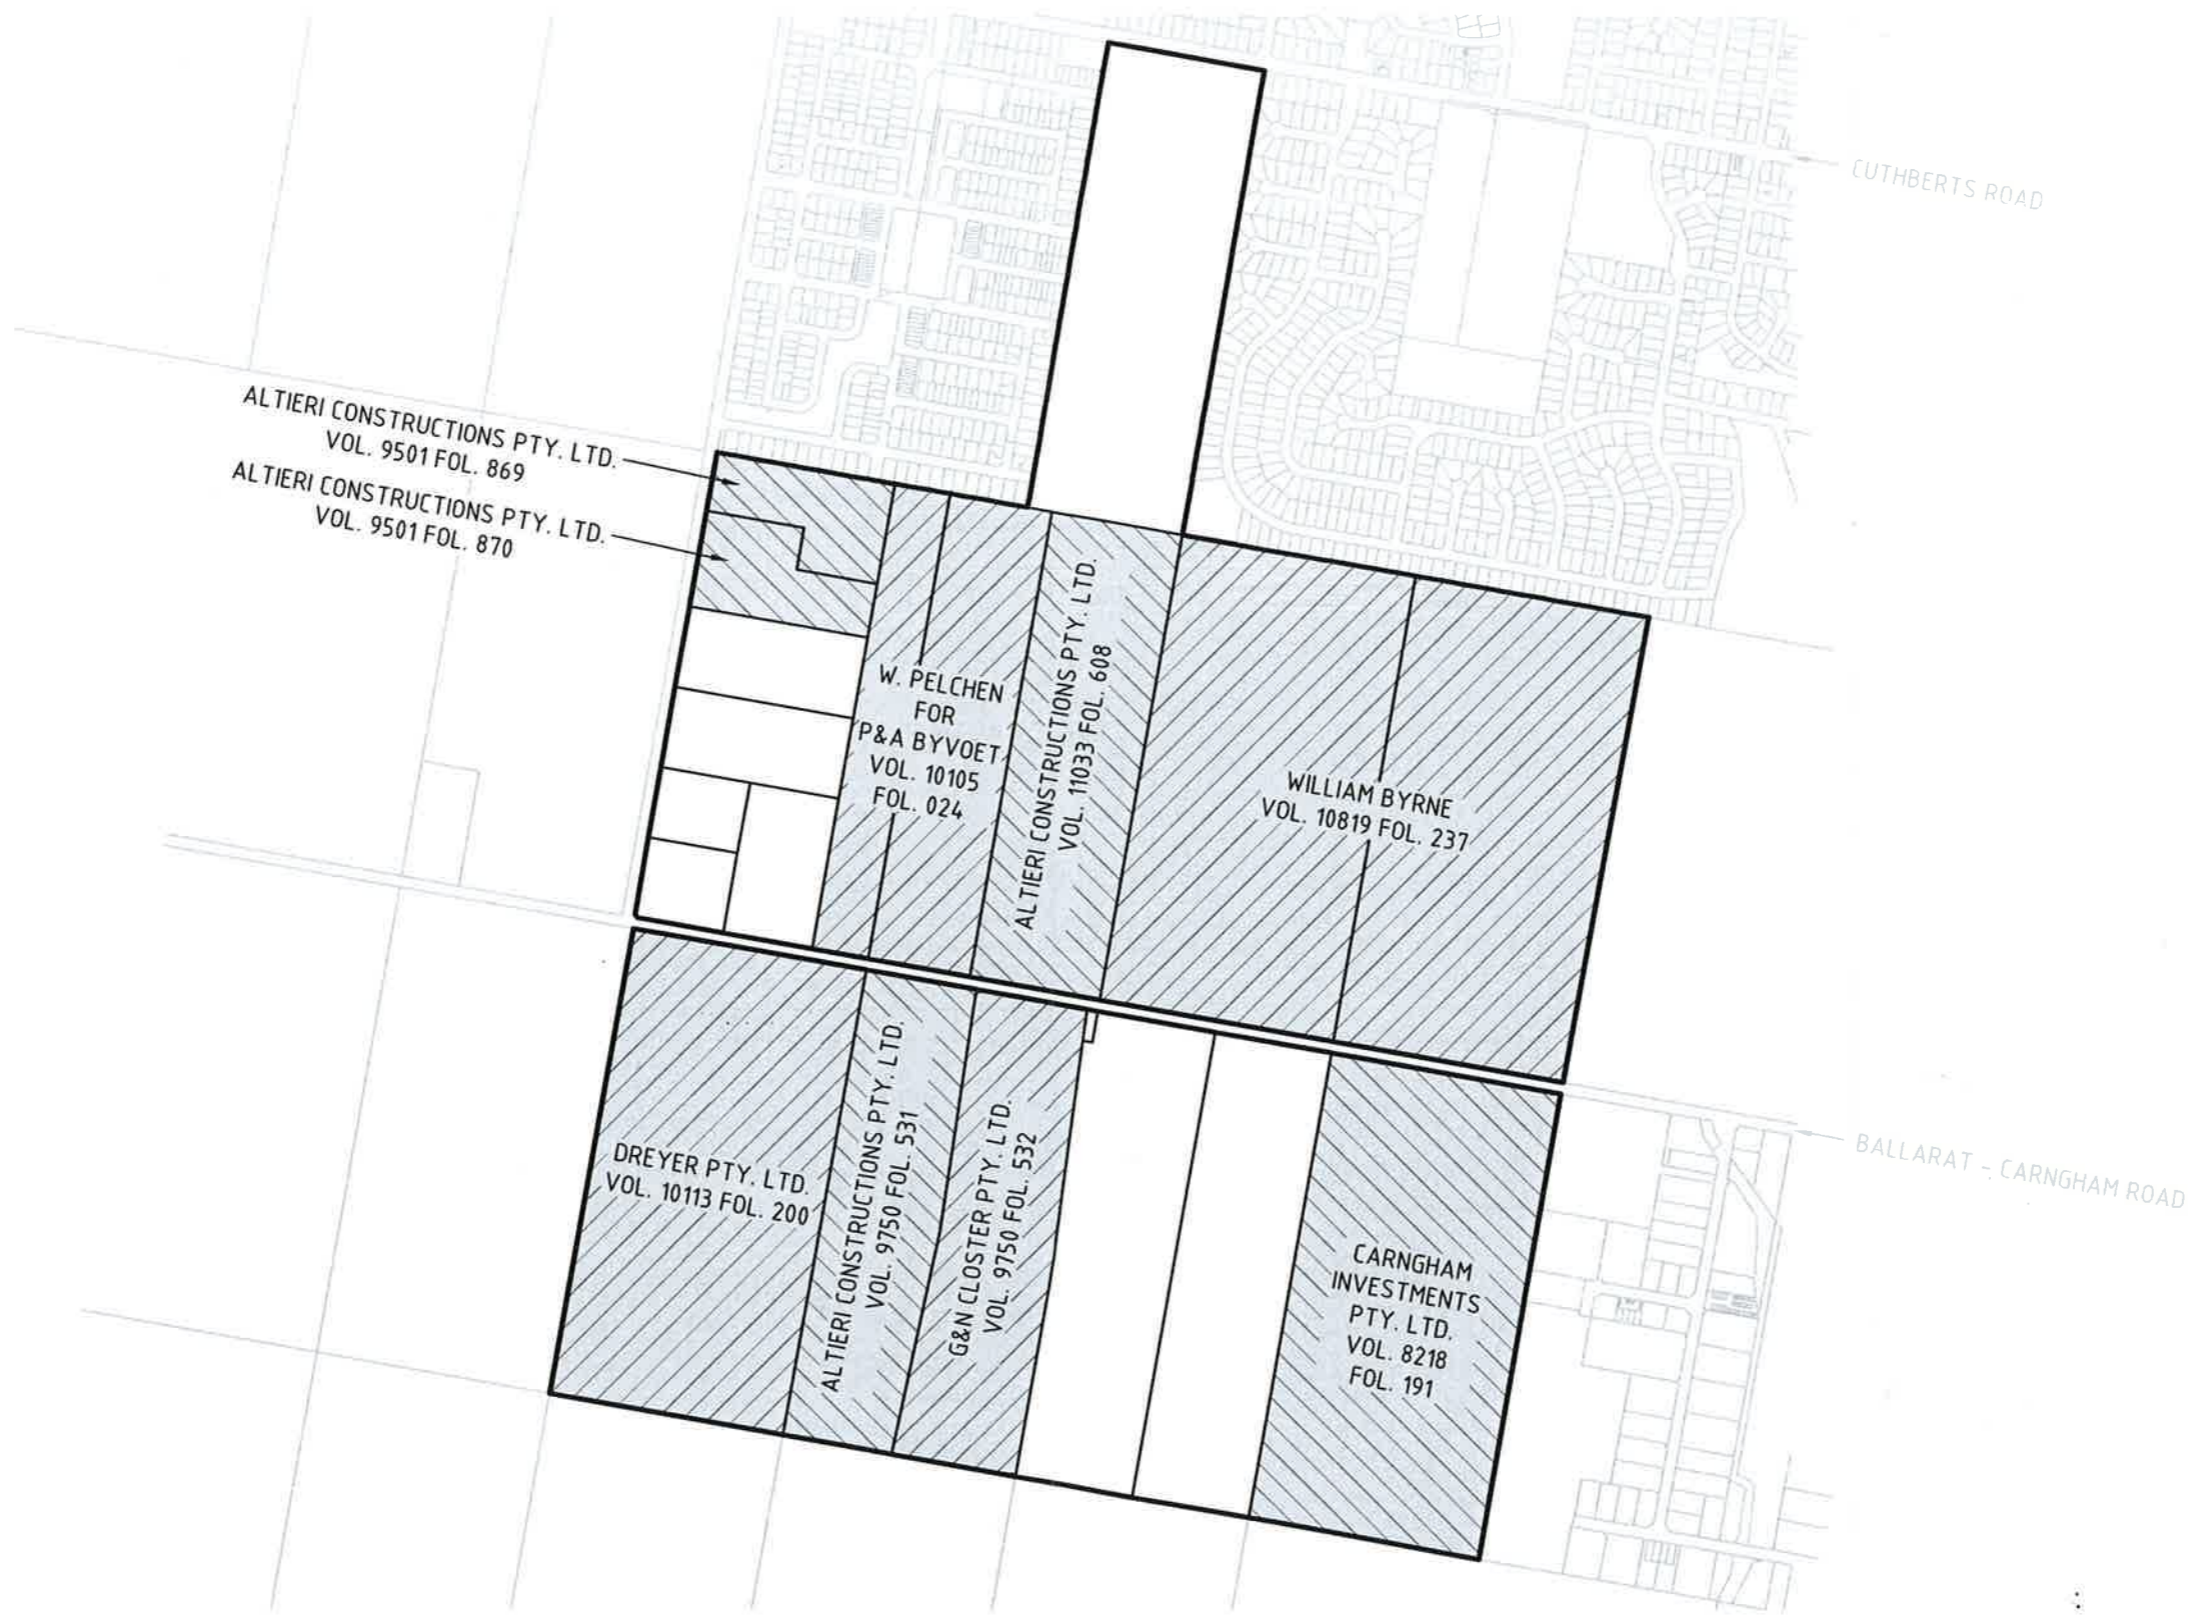 CUTHBERTS ROAD
ALTIERI CONSTRUCTIONS PTY. LTD.
VOL. 9501 FOL. 869
ALTIERI CONSTRUCTIONS PTY. LTD.
VOL. 9501 FOL. 870
W. PELCHEN
FOR
P&A BYVOET
VOL. 10105
FOL. 024
ALTIERI CONSTRUCTIONS PTY. LTD.
VOL. 11033 FOL. 608
WILLIAM BYRNE
VOL. 10819 FOL. 237
DREYER PTY. LTD.
VOL. 10113 FOL. 200
ALTIERI CONSTRUCTIONS PTY. LTD.
VOL. 9750 FOL. 531
G&N CLOSTER PTY. LTD.
VOL. 9750 FOL. 532
CARNGHAM
INVESTMENTS
PTY. LTD.
VOL. 8218
FOL. 191
BALLARAT - CARNGHAM ROAD